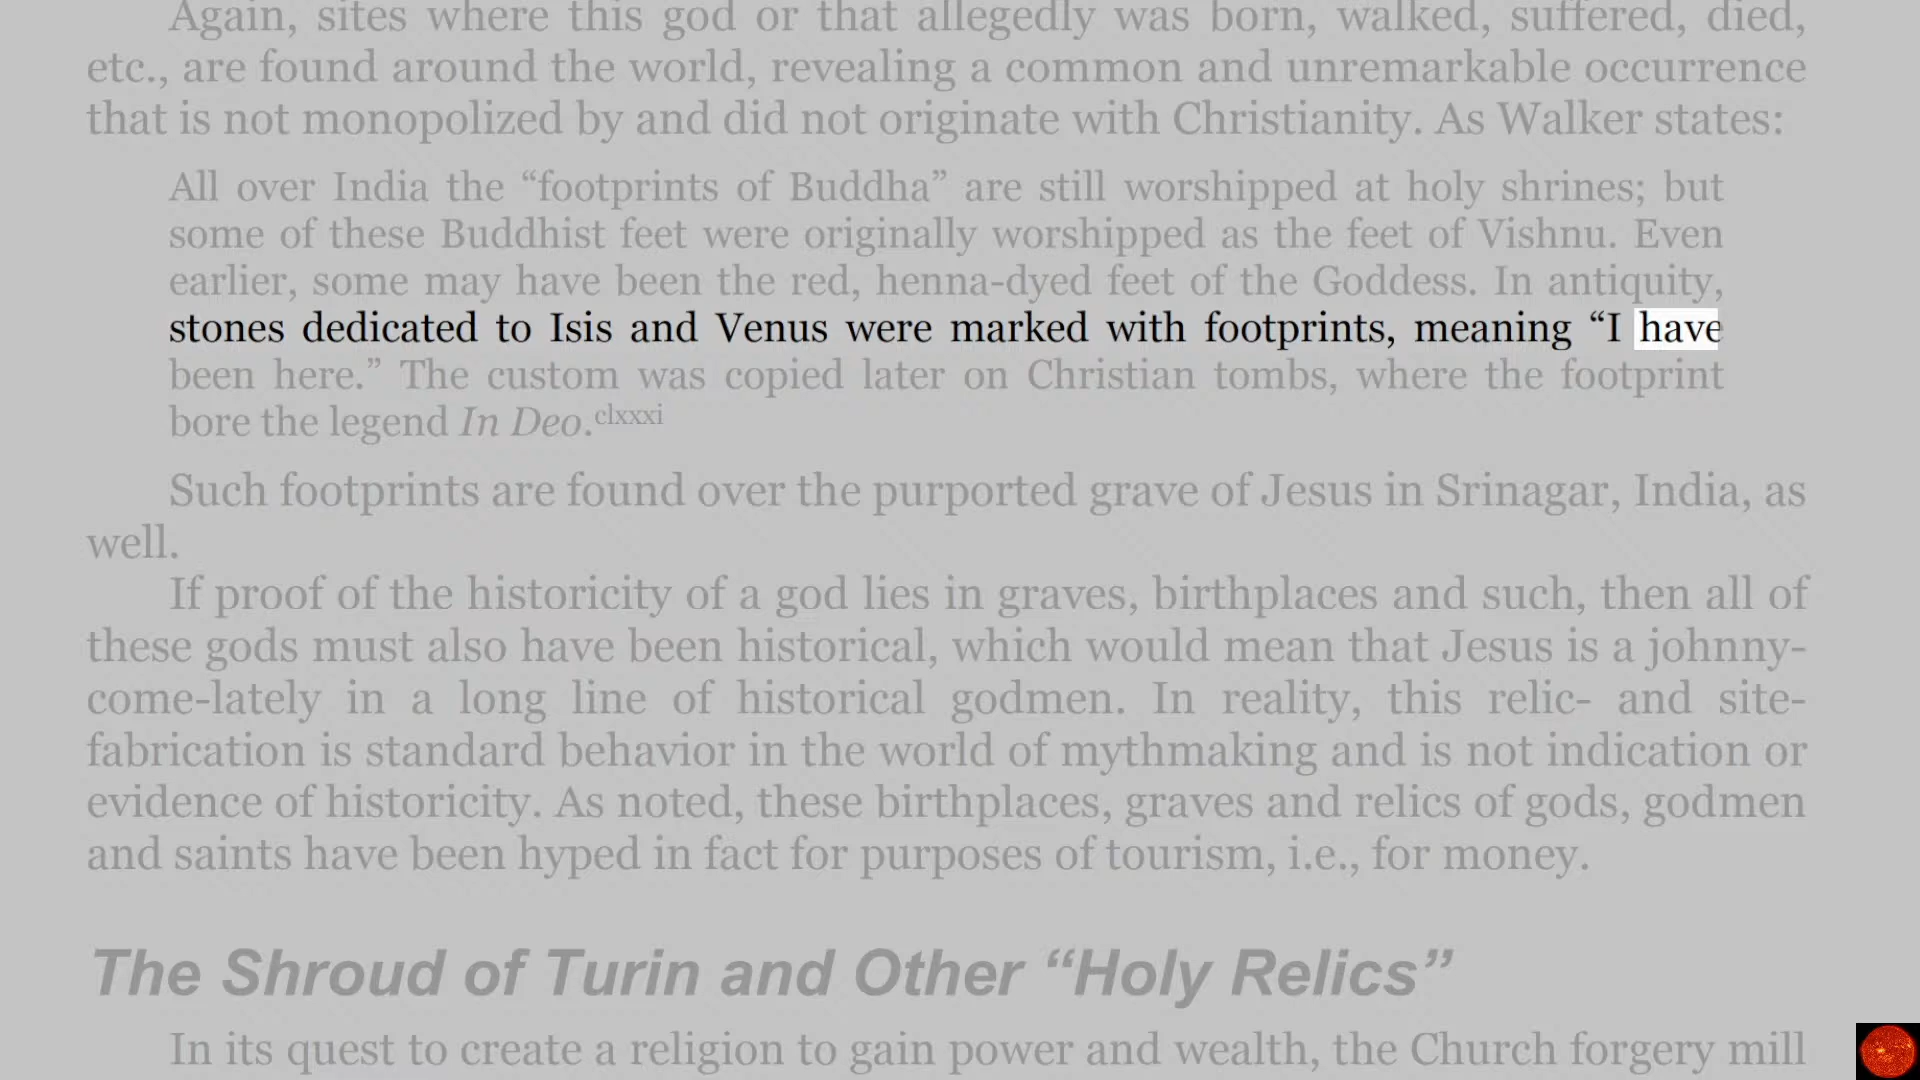 Again, sites where this god or that allegedly was born, walked, suffered, died,
etc., are found around the world, revealing a common and unremarkable occurrence
that is not monopolized by and did not originate with Christianity. As Walker states:
All over India the “footprints of Buddha” are still worshipped at holy shrines; but
some of these Buddhist feet were originally worshipped as the feet of Vishnu. Even
earlier, some may have been the red, henna-dyed feet of the Goddess. In antiquity,
stones dedicated to Isis and Venus were marked with footprints, meaning “I have
been here.” The custom was copied later on Christian tombs, where the footprint
bore the legend In Deo.clxxxi
Such footprints are found over the purported grave of Jesus in Srinagar, India, as
well.
If proof of the historicity of a god lies in graves, birthplaces and such, then all of
these gods must also have been historical, which would mean that Jesus is a johnny-
come-lately in a long line of historical godmen. In reality, this relic- and site-
fabrication is standard behavior in the world of mythmaking and is not indication or
evidence of historicity. As noted, these birthplaces, graves and relics of gods, godmen
and saints have been hyped in fact for purposes of tourism, i.e., for money.
The Shroud of Turin and Other “Holy Relics”
In its quest to create a religion to gain power and wealth, the Church forgery mill